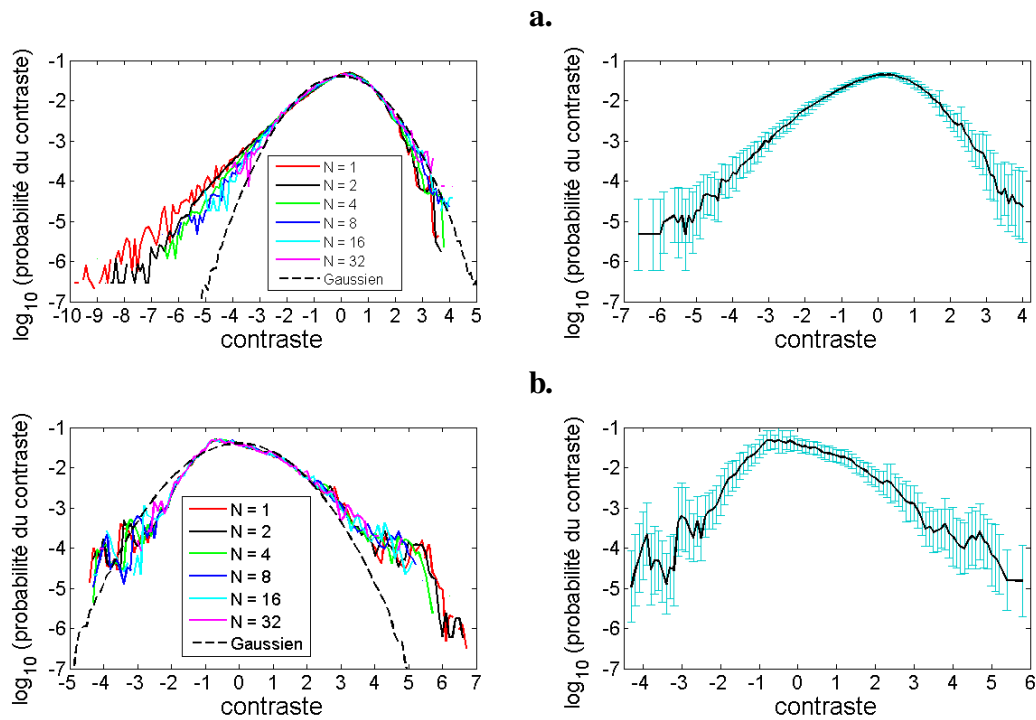 a.
log10 (probabilité du contraste)
-1
-2
-3
-4
-5
-6
-7
N = 1
N = 2
N = 4
N = 8
N = 16
N = 32
Gaussien
-10 -9 -8 -7 -6 -5 -4 -3 -2 -1 0 1 2 3 4 5
contraste
log10 (probabilité du contraste)
-1
-2
-3
-4
-5
-6
-7
-7 -6 -5 -4 -3 -2 -1 0 1 2 3 4
contraste
b.
log10 (probabilité du contraste)
-1
-2
-3
-4
-5
-6
-7
N = 1
N = 2
N = 4
N = 8
N = 16
N = 32
Gaussien
-5 -4 -3 -2 -1 0 1 2 3 4 5 6 7
contraste
log10 (probabilité du contraste)
-1
-2
-3
-4
-5
-6
-7
-4 -3 -2 -1 0 1 2 3 4 5 6
contraste